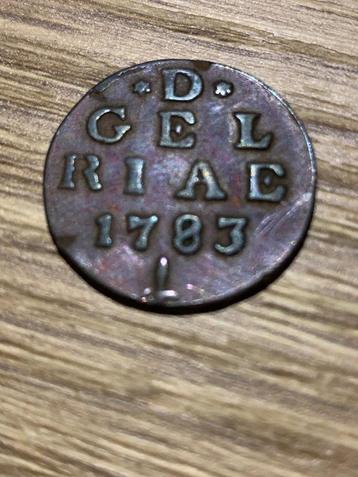 * D *
GEL
RIAE
1783